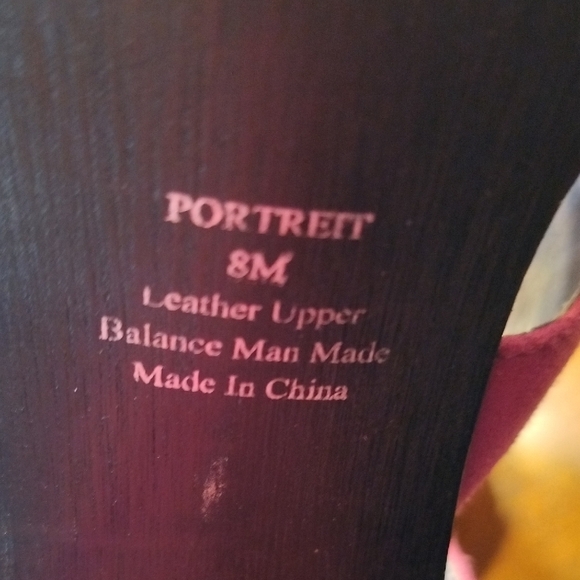 PORTREIT
8M
Leather Upper
Balance Man Made
Made In China